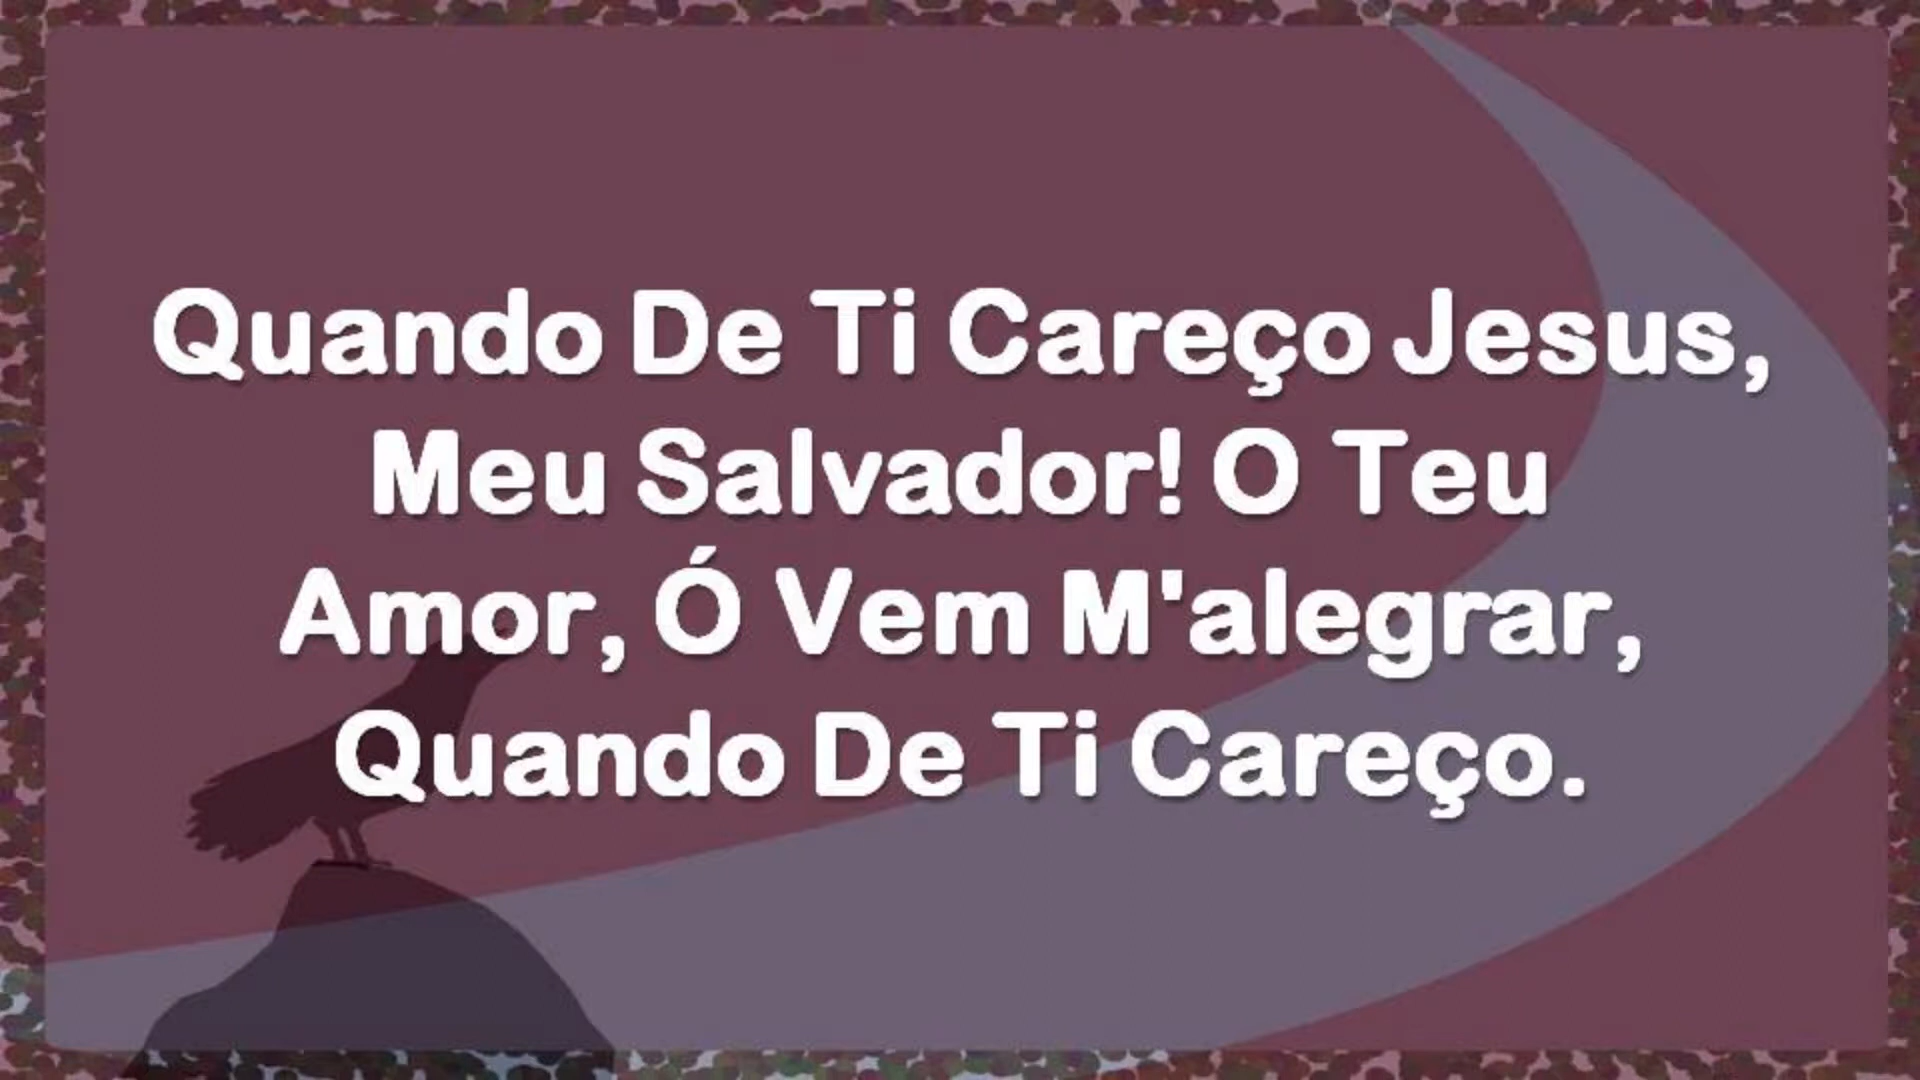 Quando De Ti Careço Jesus,
Meu Salvador! O Teu
Amor, Ó Vem M'alegrar,
Quando De Ti Careço.